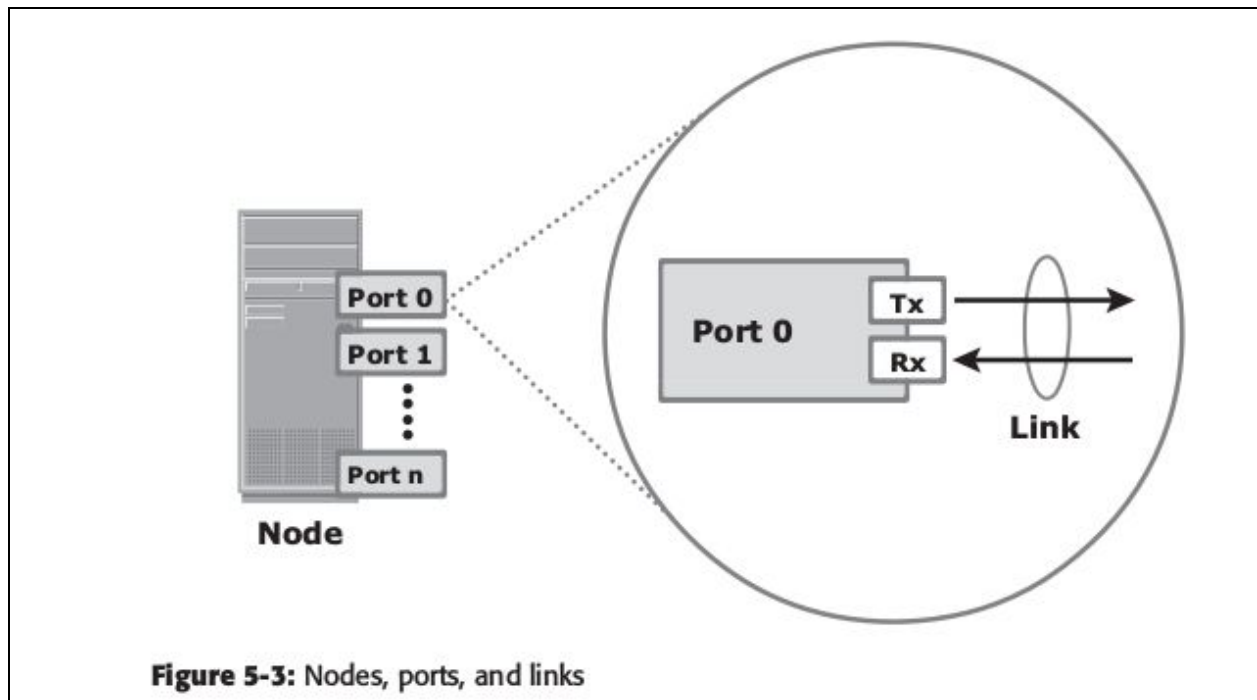 Port 0
Port 1
Port n
Node
Port 0
Tx
Rx
Link
Figure 5-3: Nodes, ports, and links